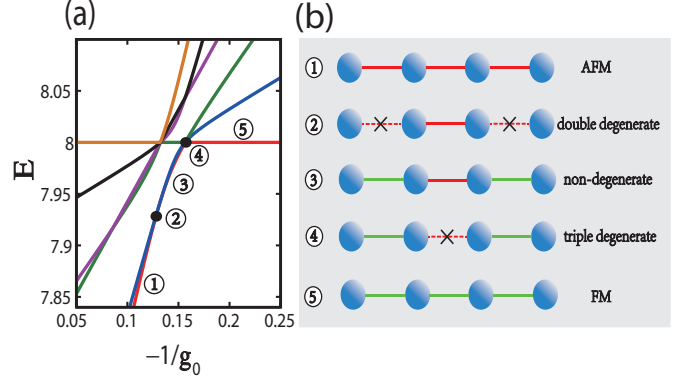 (a)
(b)
8.05
8
7.95
7.9
7.85
E
0.05 0.1 0.15 0.2 0.25
−1/g₀
⑤
④
③
②
①
① AFM
② double degenerate
③ non-degenerate
④ triple degenerate
⑤ FM